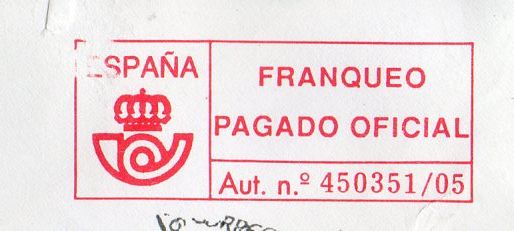 ESPAÑA
FRANQUEO
PAGADO OFICIAL
Aut. n.º 450351/05